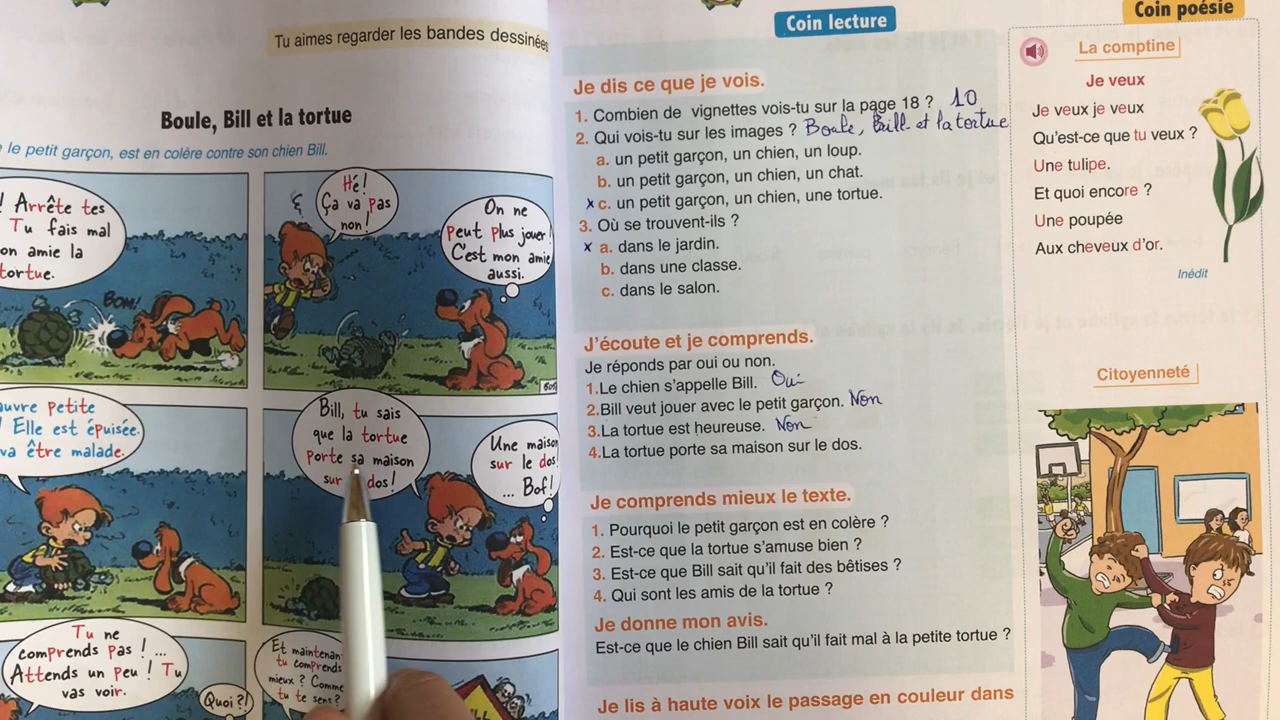 Tu aimes regarder les bandes dessinées
Boule, Bill et la tortue
le petit garçon, est en colère contre son chien Bill.
! Arrête tes
Tu fais mal
on amie la
tortue.
BOM!
Hé!
Ça va pas
non!
On ne
peut plus jouer!
C'est mon amie
aussi.
auvre petite
! Elle est épuisée.
va être malade.
Bill, tu sais
que la tortue
porte sa maison
sur dos!
Une maison
sur le dos
... Bof!
Tu ne
comprends pas ! ...
Attends un peu ! Tu
vas voir.
Quoi ?!
Et maintenant
tu comprends
mieux ? Comme
tu te sens?
Coin lecture
Je dis ce que je vois.
1. Combien de vignettes vois-tu sur la page 18 ? 10
2. Qui vois-tu sur les images ? Boule, Brill et la tortue
a. un petit garçon, un chien, un loup.
b. un petit garçon, un chien, un chat.
x c. un petit garçon, un chien, une tortue.
3. Où se trouvent-ils ?
x a. dans le jardin.
b. dans une classe.
c. dans le salon.
J'écoute et je comprends.
Je réponds par oui ou non.
1.Le chien s'appelle Bill. Oui
2.Bill veut jouer avec le petit garçon. Non
3.La tortue est heureuse. Non
4.La tortue porte sa maison sur le dos.
Je comprends mieux le texte.
1. Pourquoi le petit garçon est en colère ?
2. Est-ce que la tortue s'amuse bien ?
3. Est-ce que Bill sait qu'il fait des bêtises ?
4. Qui sont les amis de la tortue ?
Je donne mon avis.
Est-ce que le chien Bill sait qu'il fait mal à la petite tortue ?
Je lis à haute voix le passage en couleur dans
Coin poésie
La comptine
Je veux
Je veux je veux
Qu'est-ce que tu veux ?
Une tulipe.
Et quoi encore ?
Une poupée
Aux cheveux d'or.
Inédit
Citoyenneté